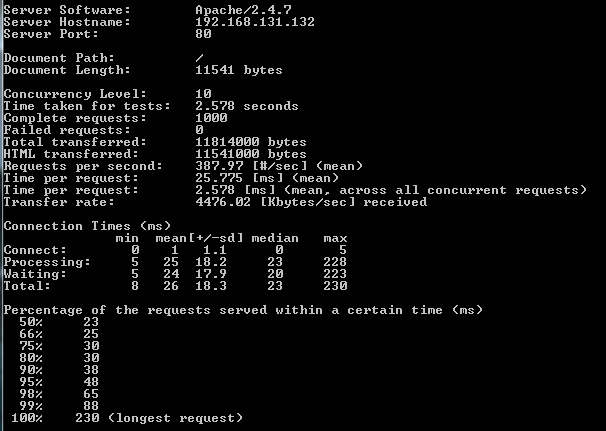 Server Software:        Apache/2.4.7
Server Hostname:        192.168.131.132
Server Port:            80

Document Path:          /
Document Length:        11541 bytes

Concurrency Level:      10
Time taken for tests:   2.578 seconds
Complete requests:      1000
Failed requests:        0
Total transferred:      11814000 bytes
HTML transferred:       11541000 bytes
Requests per second:    387.97 [#/sec] (mean)
Time per request:       25.775 [ms] (mean)
Time per request:       2.578 [ms] (mean, across all concurrent requests)
Transfer rate:          4476.02 [Kbytes/sec] received

Connection Times (ms)
              min  mean[+/-sd] median   max
Connect:        0    1   1.1      0       5
Processing:     5   25  18.2     23     228
Waiting:        5   24  17.9     20     223
Total:          8   26  18.3     23     230

Percentage of the requests served within a certain time (ms)
  50%     23
  66%     25
  75%     30
  80%     30
  90%     38
  95%     48
  98%     65
  99%     88
 100%    230 (longest request)